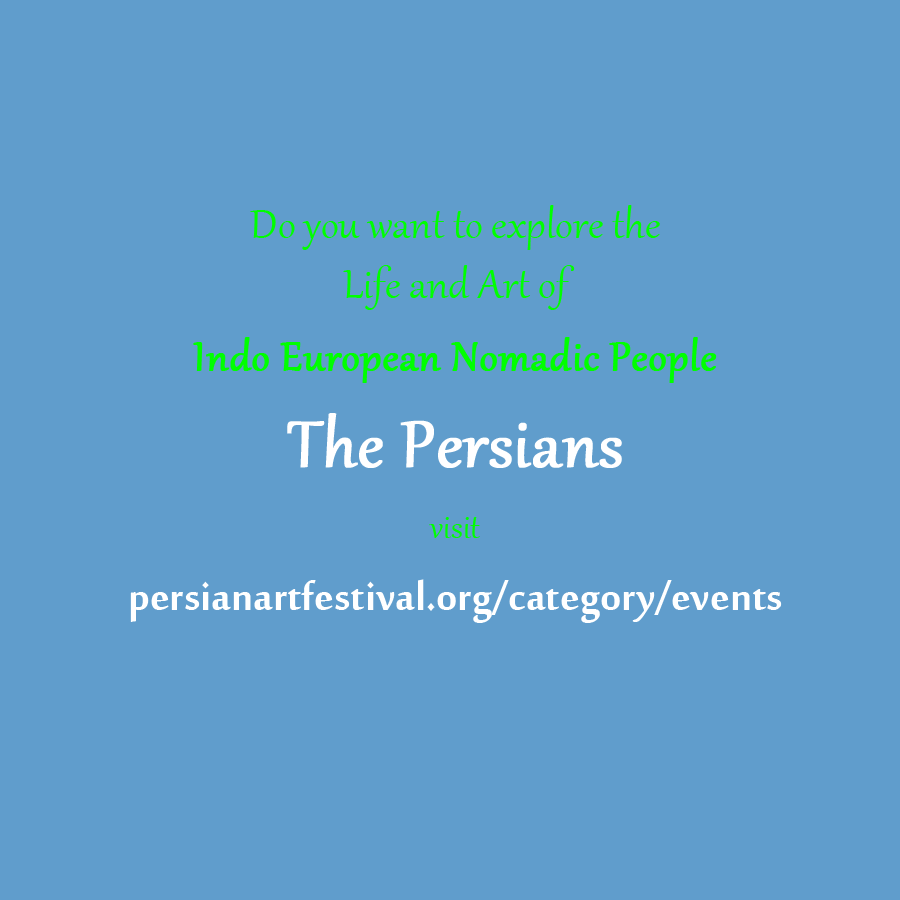 Do you want to explore the
Life and Art of
Indo European Nomadic People
The Persians
visit
persianartfestival.org/category/events